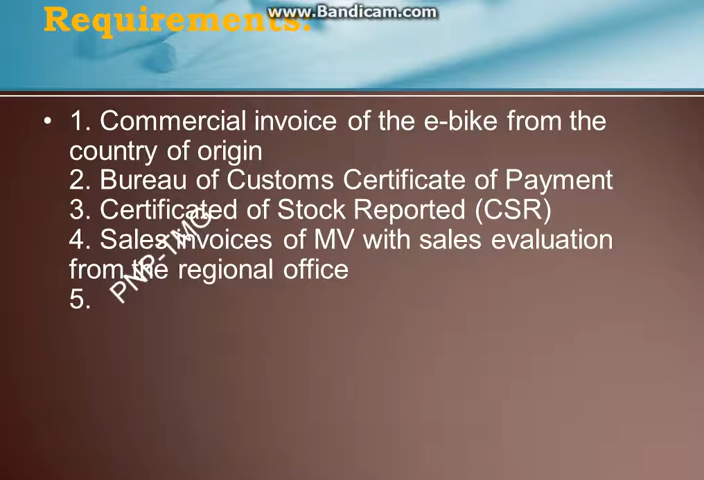 www.Bandicam.com
Requirements:
• 1. Commercial invoice of the e-bike from the
country of origin
2. Bureau of Customs Certificate of Payment
3. Certificated of Stock Reported (CSR)
4. Sales Invoices of MV with sales evaluation
from the regional office
5.
PNP-TMG